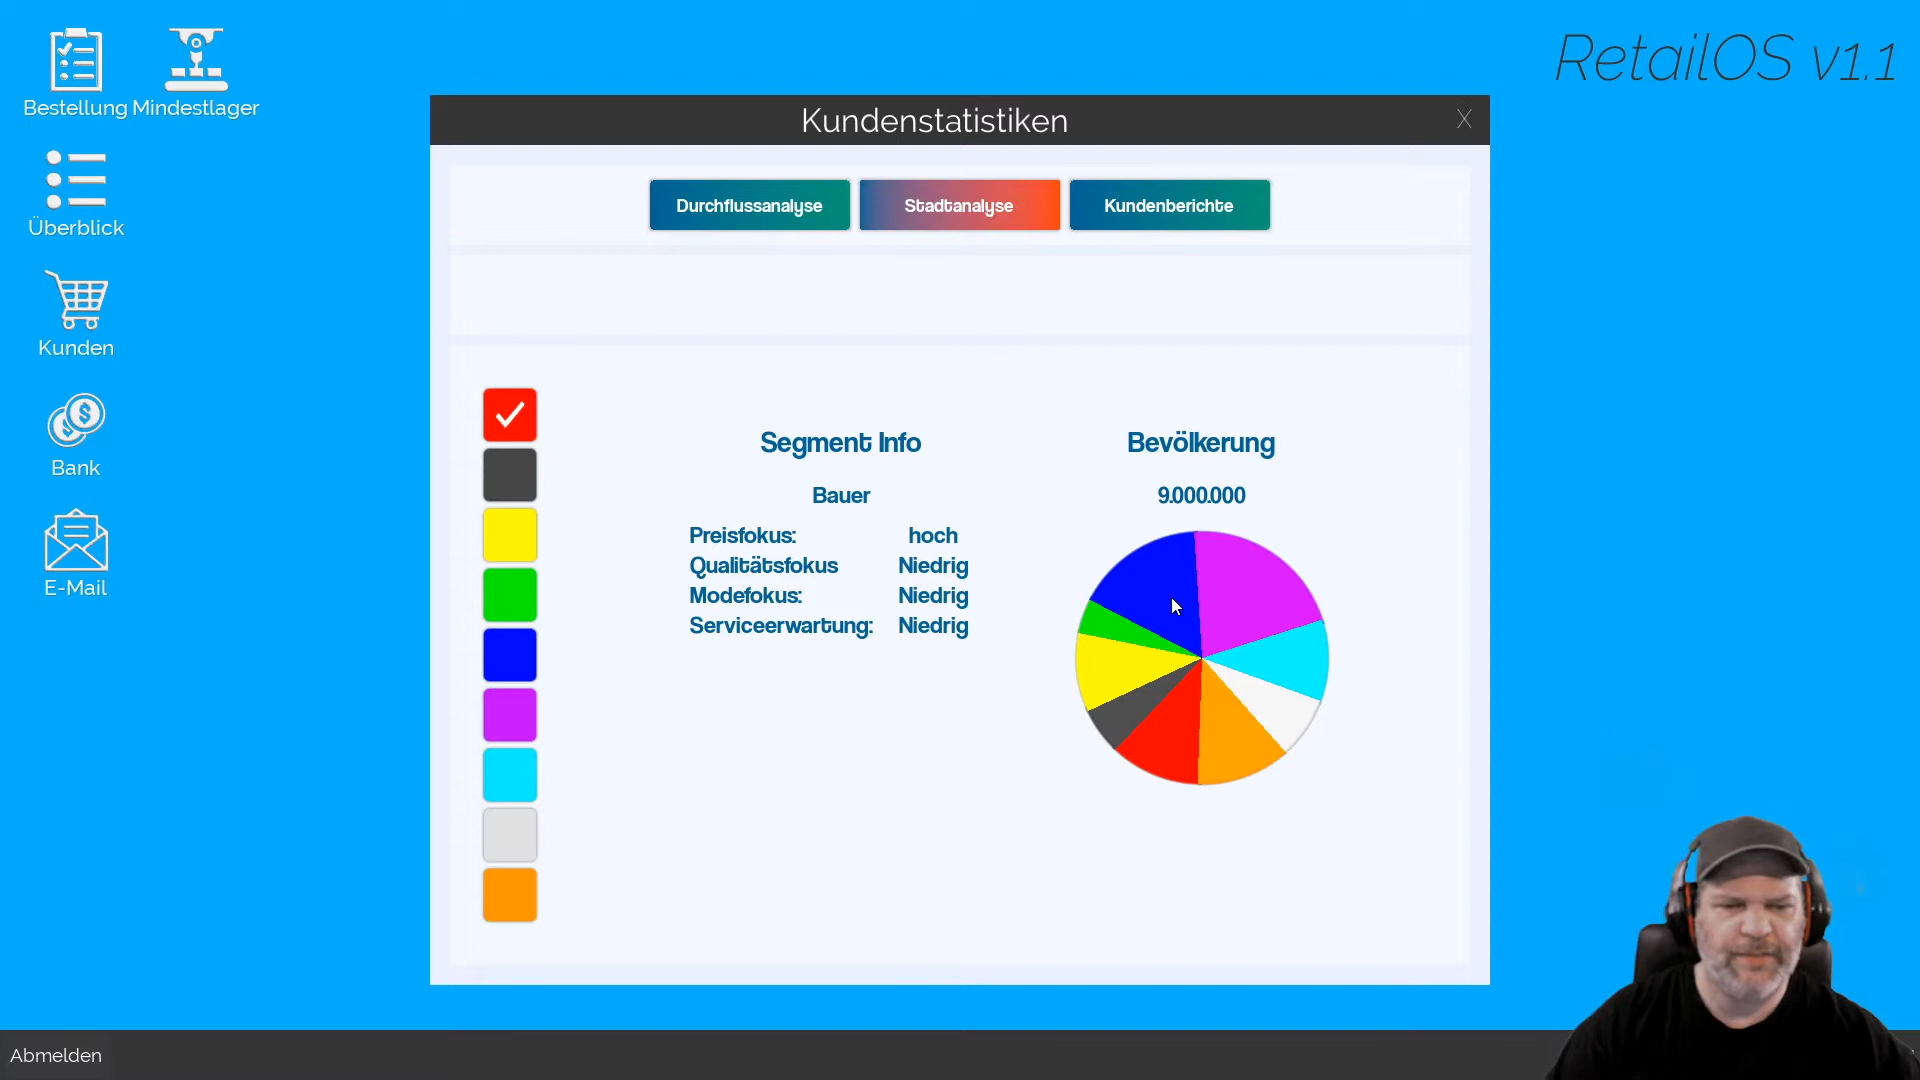 RetailOS v1.1
Bestellung
Mindestlager
Überblick
Kunden
Bank
E-Mail
Kundenstatistiken
X
Durchflussanalyse
Stadtanalyse
Kundenberichte
Segment Info
Bauer
Preisfokus: hoch
Qualitätsfokus Niedrig
Modefokus: Niedrig
Serviceerwartung: Niedrig
Bevölkerung
9.000.000
Abmelden